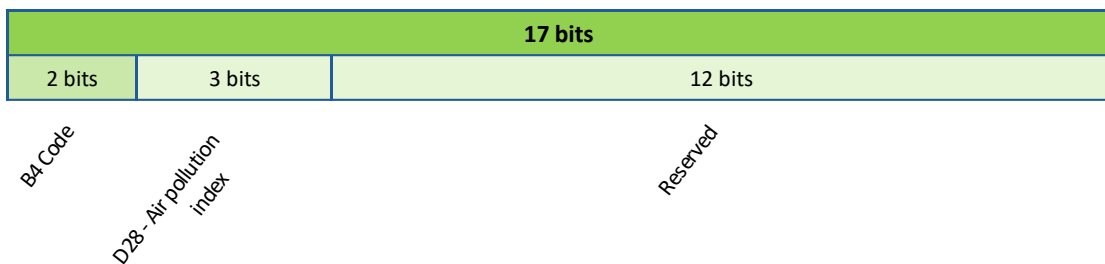 17 bits
2 bits
3 bits
12 bits
B4 Code
D28 - Air pollution
index
Reserved